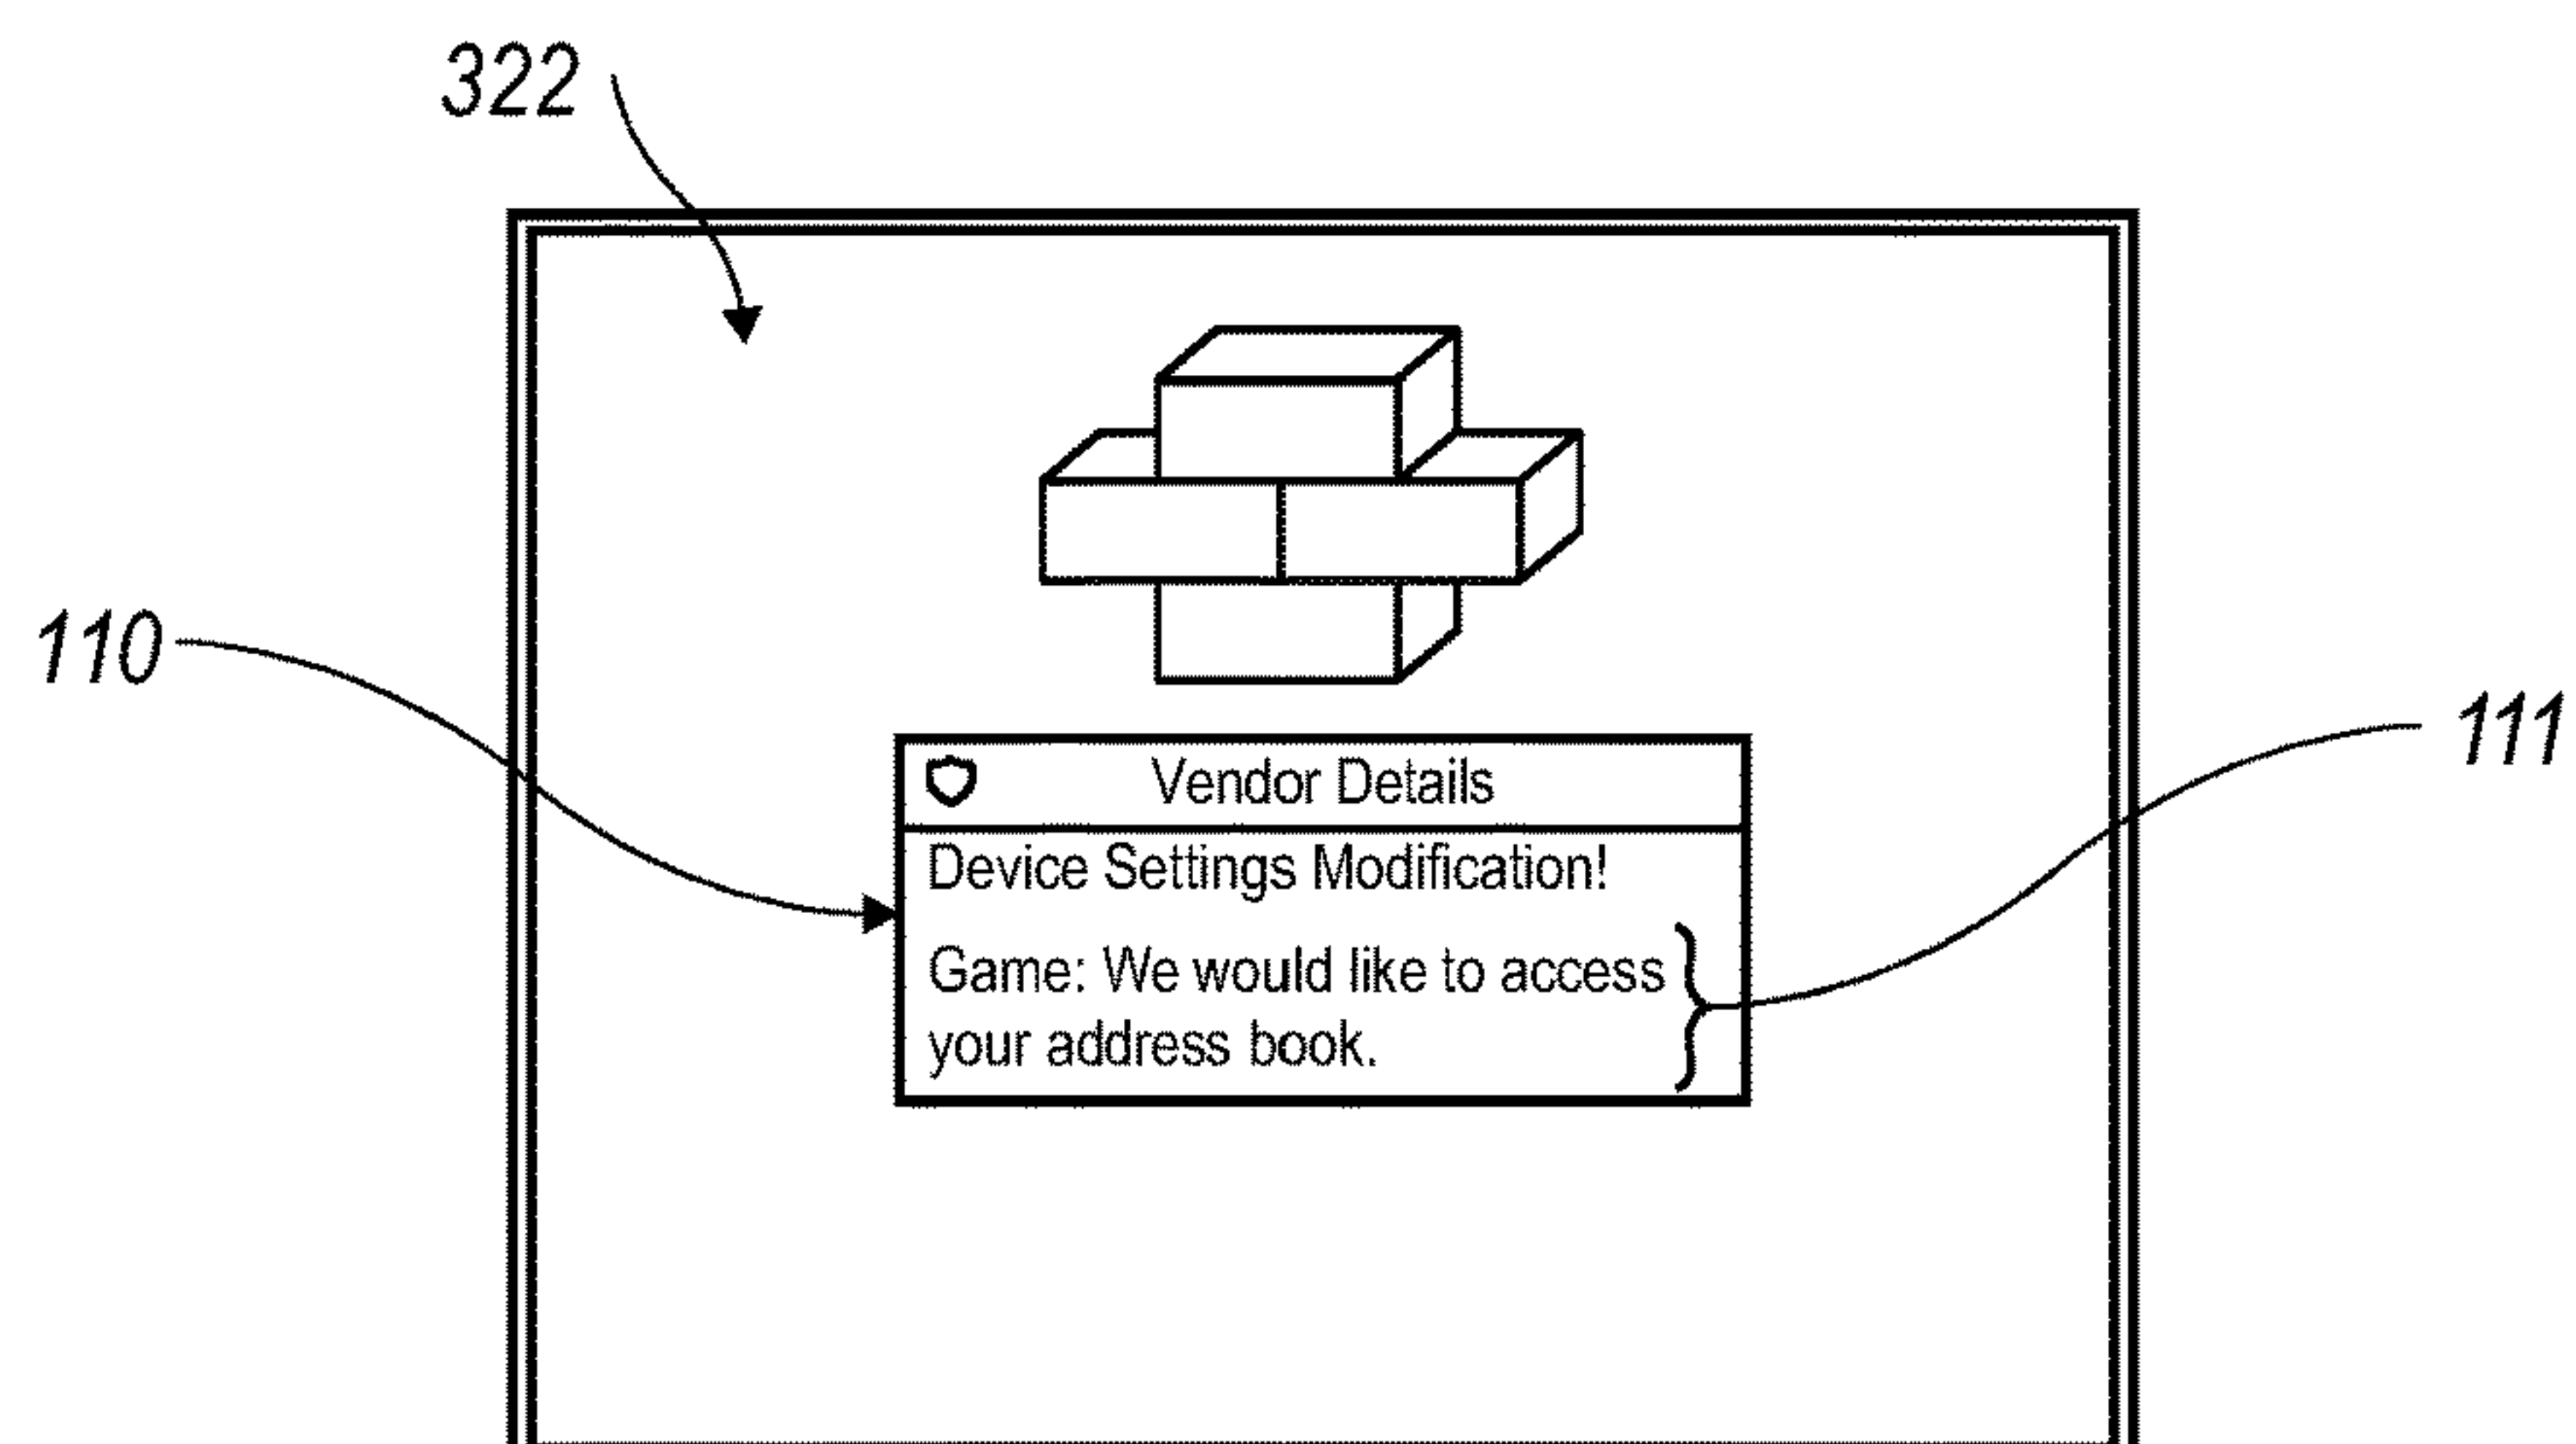 322
110
111
Vendor Details
Device Settings Modification!
Game: We would like to access
your address book.